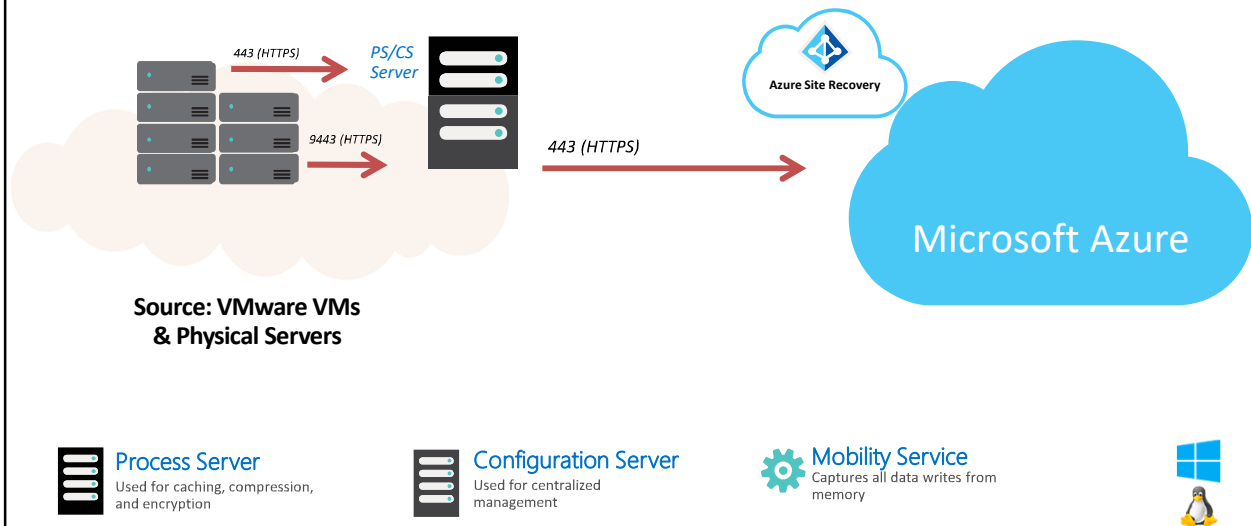 443 (HTTPS)
PS/CS
Server
9443 (HTTPS)
443 (HTTPS)
Azure Site Recovery
Microsoft Azure
Source: VMware VMs
& Physical Servers
Process Server
Used for caching, compression,
and encryption
Configuration Server
Used for centralized
management
Mobility Service
Captures all data writes from
memory